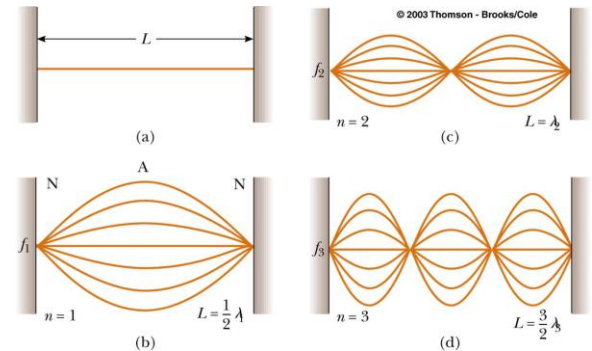 L
(a)
© 2003 Thomson - Brooks/Cole
f₂
n = 2
L = λ₂
(c)
N
A
N
f₁
n = 1
L = 1/2 λ₁
(b)
f₃
n = 3
L = 3/2 λ₃
(d)